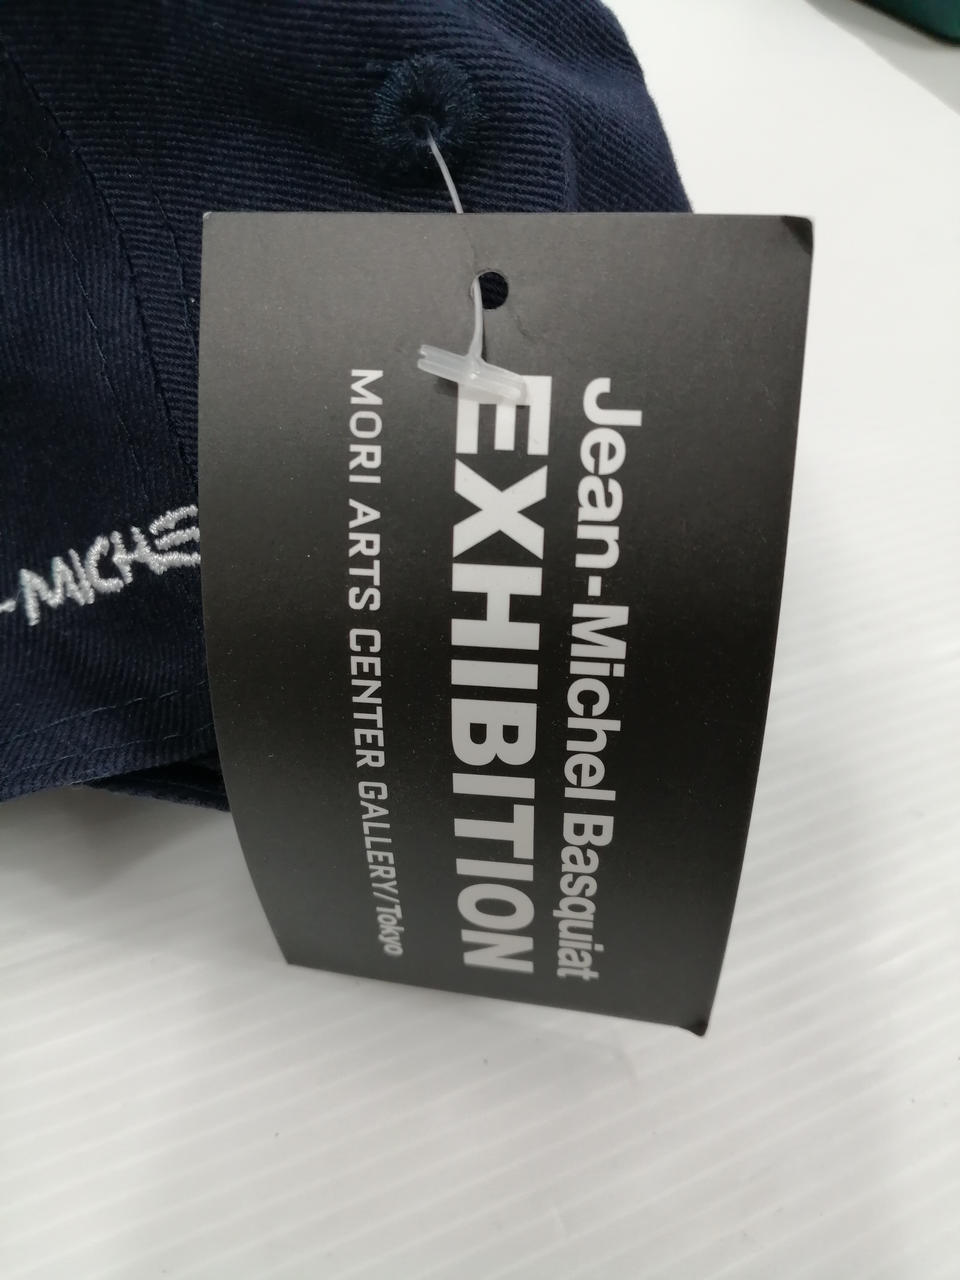 Jean-Michel Basquiat
EXHIBITION
MORI ARTS CENTER GALLERY/Tokyo
-MICHE